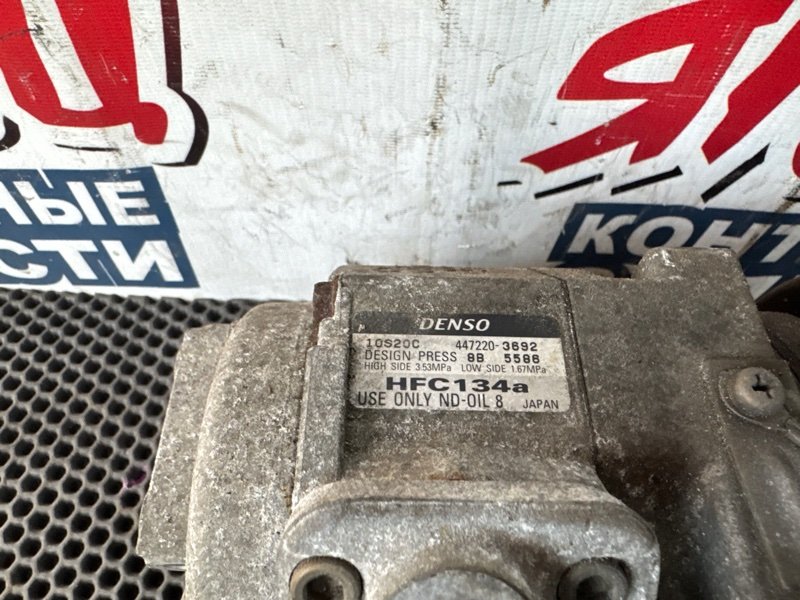 Ц
НЫЕ
СТИ
Я
КОНТ
DENSO
10S20C 447220-3692
DESIGN PRESS 8B 5586
HIGH SIDE 3.53MPa LOW SIDE 1.67MPa
HFC134a
USE ONLY ND-OIL 8 JAPAN